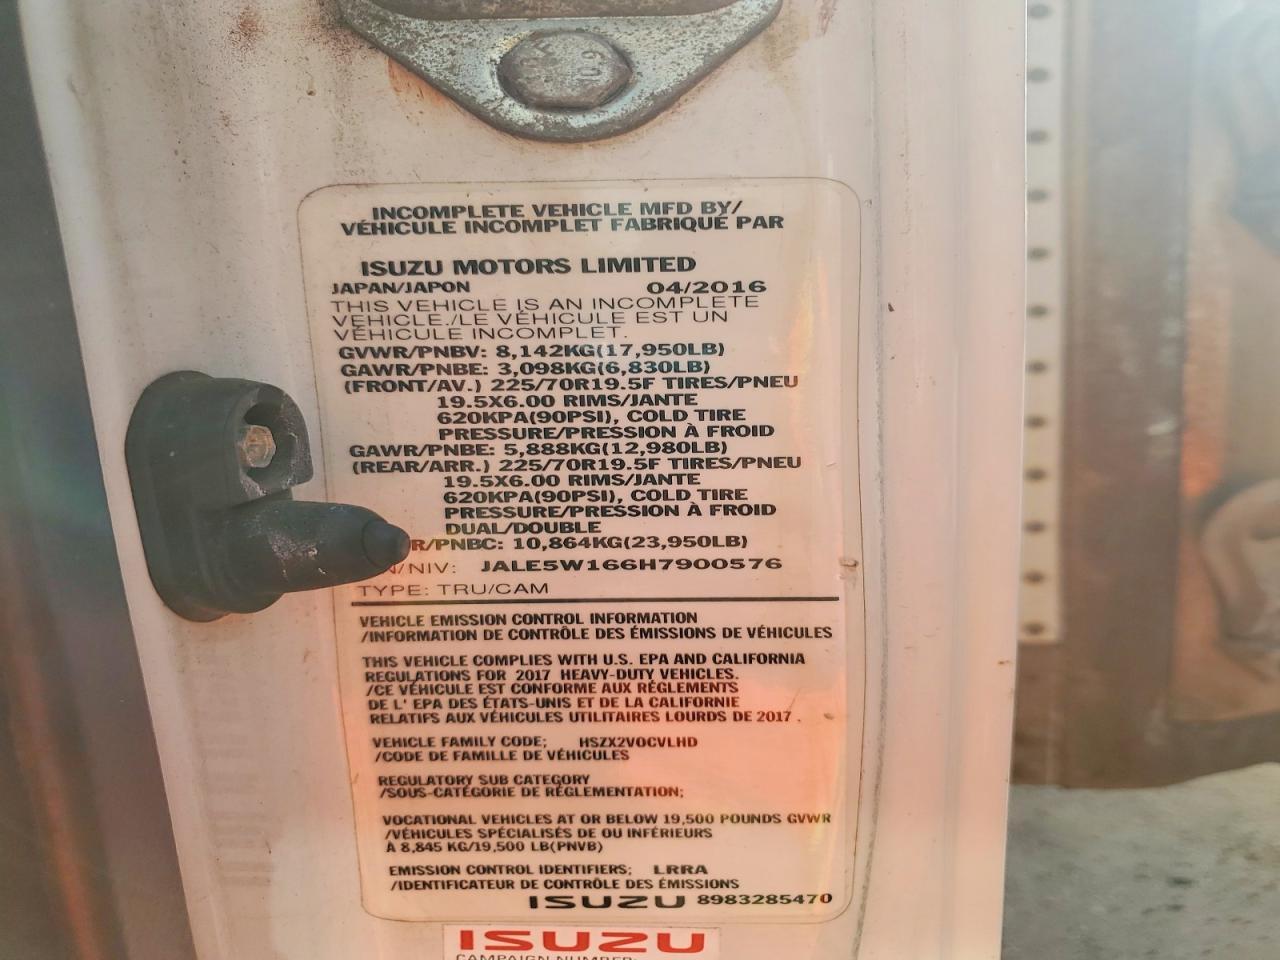 INCOMPLETE VEHICLE MFD BY/
VÉHICULE INCOMPLET FABRIQUÉ PAR
ISUZU MOTORS LIMITED
JAPAN/JAPON 04/2016
THIS VEHICLE IS AN INCOMPLETE
VEHICLE./LE VÉHICULE EST UN
VÉHICULE INCOMPLET.
GVWR/PNBV: 8,142KG(17,950LB)
GAWR/PNBE: 3,098KG(6,830LB)
(FRONT/AV.) 225/70R19.5F TIRES/PNEU
19.5X6.00 RIMS/JANTE
620KPA(90PSI), COLD TIRE
PRESSURE/PRESSION À FROID
GAWR/PNBE: 5,888KG(12,980LB)
(REAR/ARR.) 225/70R19.5F TIRES/PNEU
19.5X6.00 RIMS/JANTE
620KPA(90PSI), COLD TIRE
PRESSURE/PRESSION À FROID
DUAL/DOUBLE
R/PNBC: 10,864KG(23,950LB)
N/NIV: JALE5W166H7900576
TYPE: TRU/CAM
VEHICLE EMISSION CONTROL INFORMATION
/INFORMATION DE CONTRÔLE DES ÉMISSIONS DE VÉHICULES
THIS VEHICLE COMPLIES WITH U.S. EPA AND CALIFORNIA
REGULATIONS FOR 2017 HEAVY-DUTY VEHICLES.
/CE VÉHICULE EST CONFORME AUX RÉGLEMENTS
DE L' EPA DES ÉTATS-UNIS ET DE LA CALIFORNIE
RELATIFS AUX VÉHICULES UTILITAIRES LOURDS DE 2017 .
VEHICLE FAMILY CODE; HSZX2VOCVLHD
/CODE DE FAMILLE DE VÉHICULES
REGULATORY SUB CATEGORY
/SOUS-CATÉGORIE DE RÉGLEMENTATION;
VOCATIONAL VEHICLES AT OR BELOW 19,500 POUNDS GVWR
/VÉHICULES SPÉCIALISÉS DE OU INFÉRIEURS
À 8,845 KG/19,500 LB(PNVB)
EMISSION CONTROL IDENTIFIERS; LRRA
/IDENTIFICATEUR DE CONTRÔLE DES ÉMISSIONS
ISUZU 8983285470
ISUZU
CAMPAIGN NUMBER: